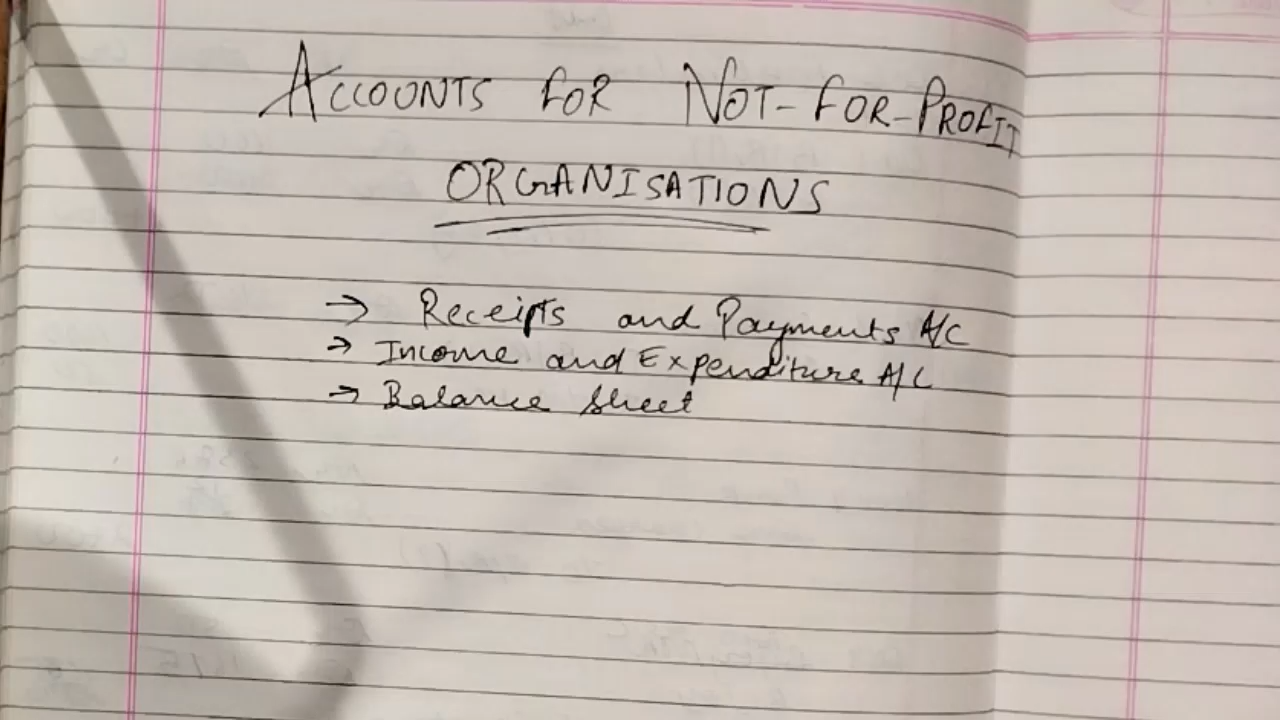 ACCOUNTS FOR NOT-FOR-PROFIT
ORGANISATIONS
→ Receipts and Payments A/C
→ Income and Expenditure A/C
→ Balance Sheet